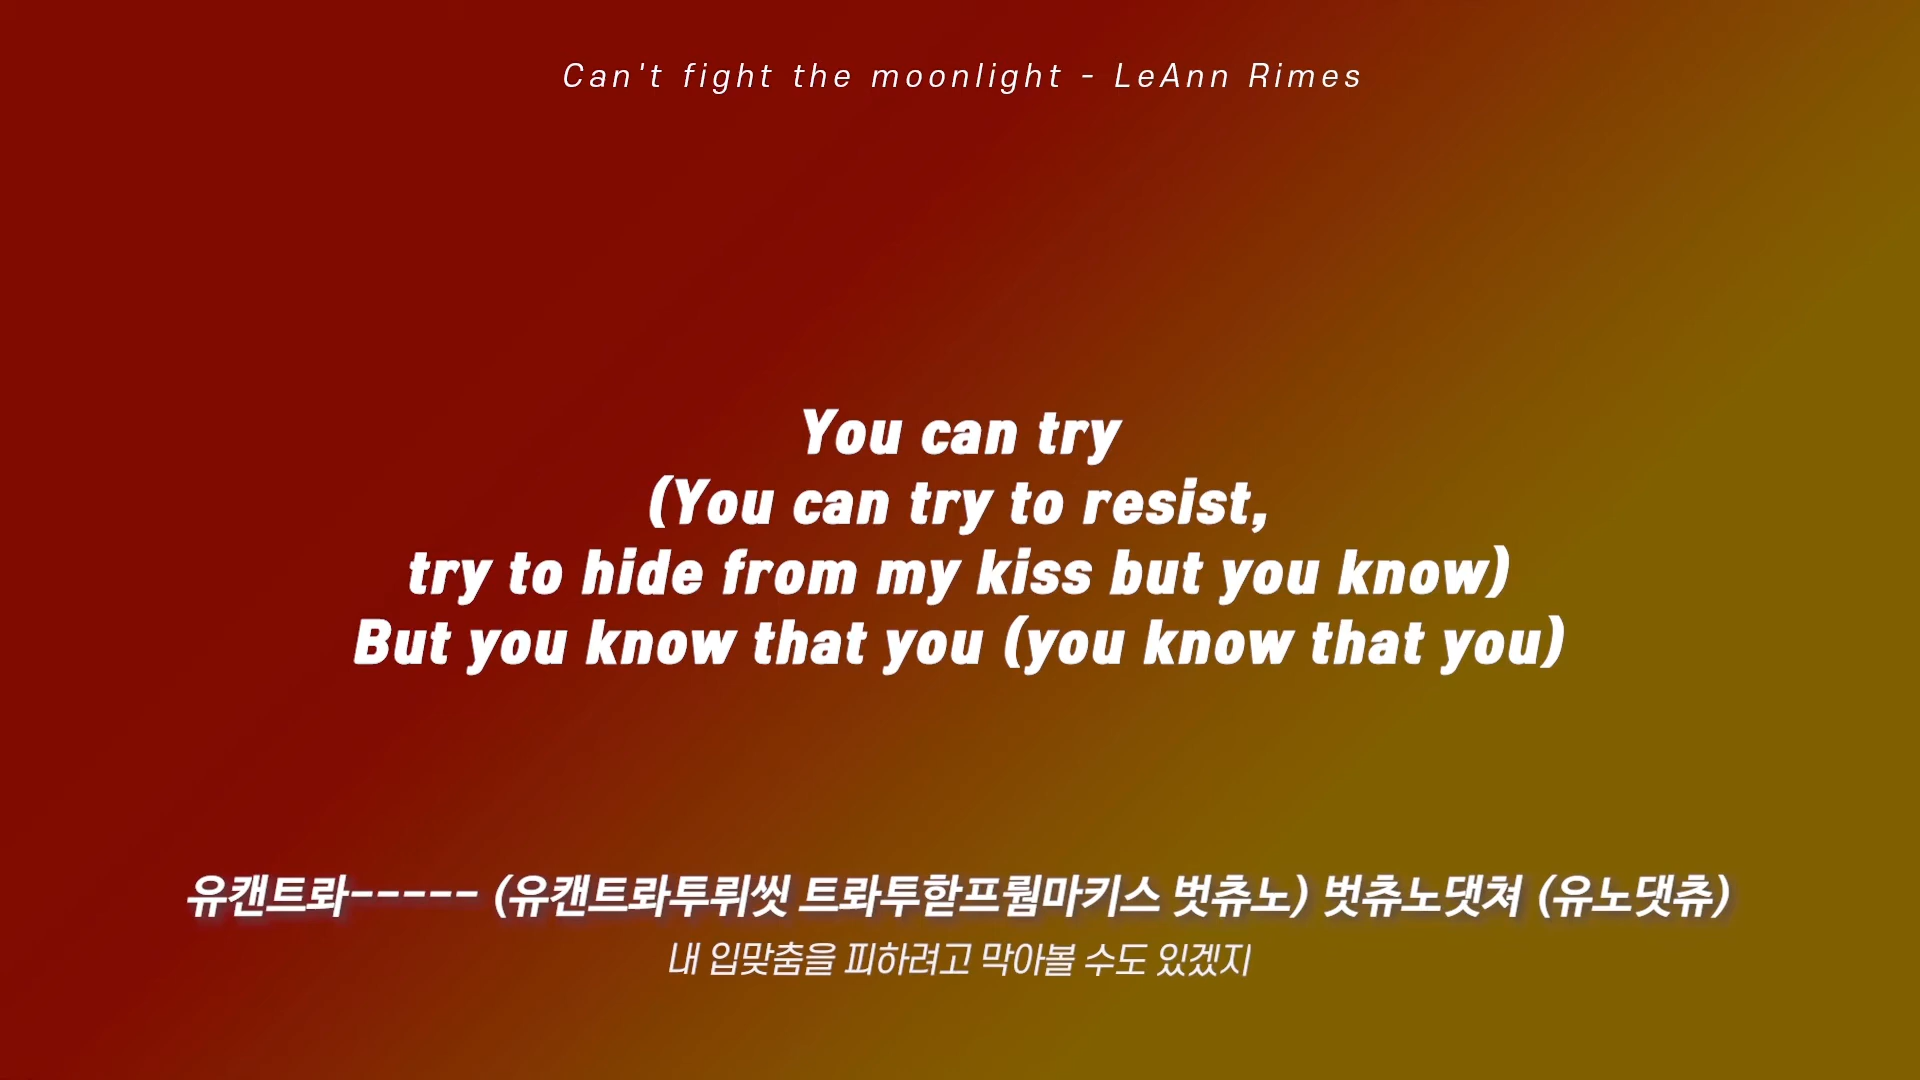 Can't fight the moonlight - LeAnn Rimes
You can try
(You can try to resist,
try to hide from my kiss but you know)
But you know that you (you know that you)
유캔트롸----- (유캔트롸투뤼씻 트롸투핟프뤔마키스 벗츄노) 벗츄노댓쳐 (유노댓츄)
내 입맞춤을 피하려고 막아볼 수도 있겠지